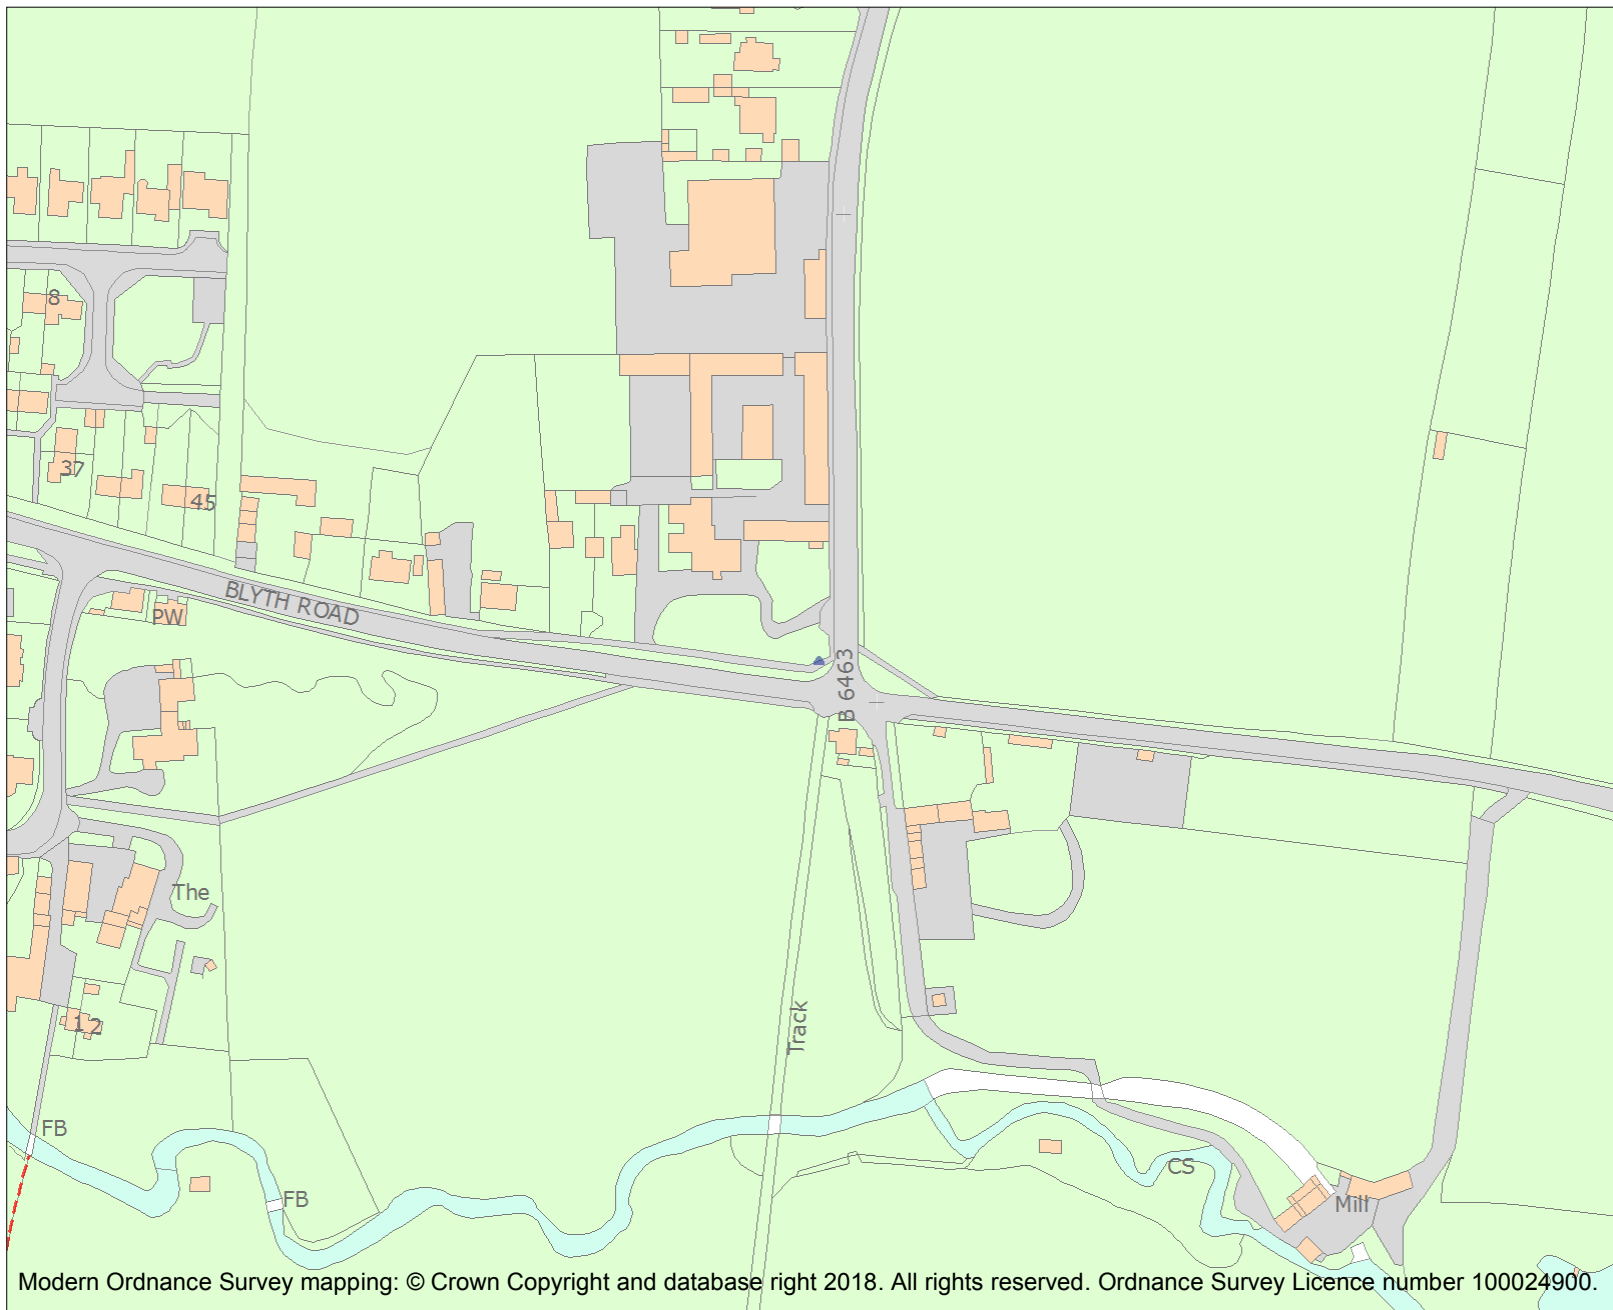 8
37
45
BLYTH ROAD
PW
B 6463
The
12
Track
FB
FB
CS
Mill
Modern Ordnance Survey mapping: © Crown Copyright and database right 2018. All rights reserved. Ordnance Survey Licence number 100024900.